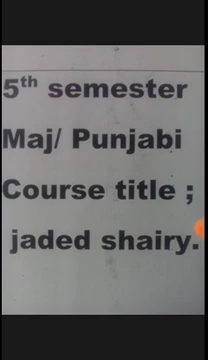 5th semester
Maj/ Punjabi
Course title ;
jaded shairy.